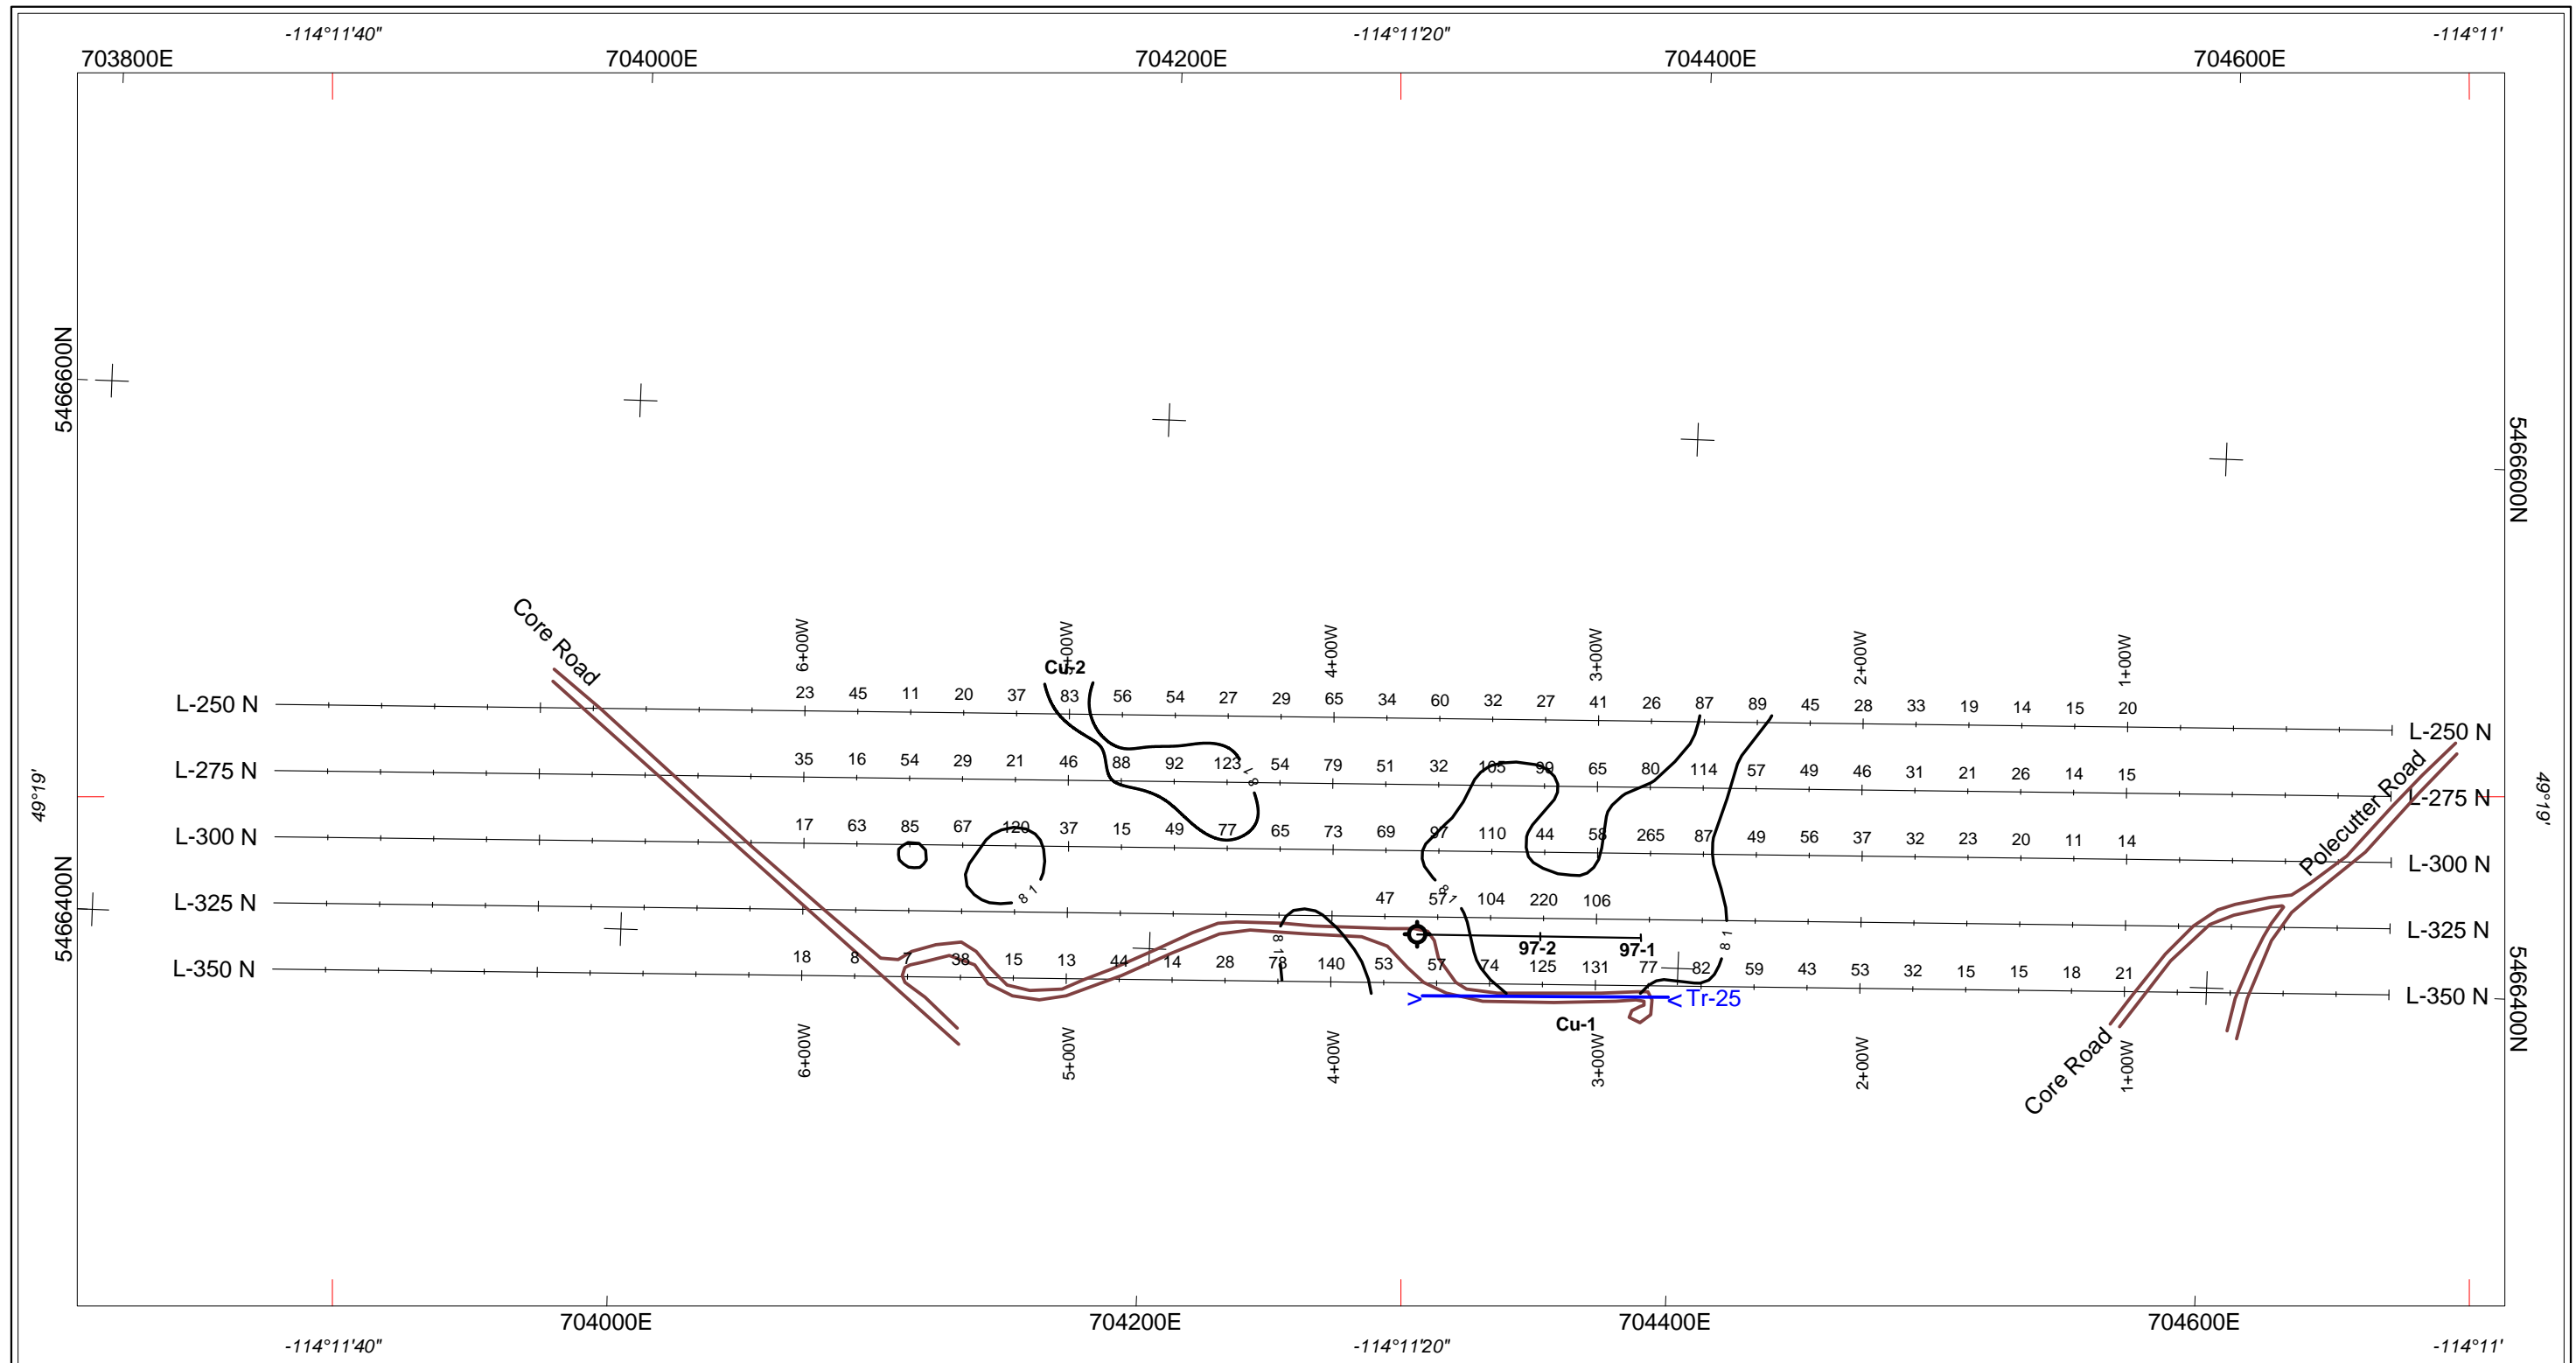 -114°11'40" -114°11'20" -114°11'
703800E 704000E 704200E 704400E 704600E
5466600N
5466600N
Core Road
6+00W 5+00W 4+00W 3+00W 2+00W 1+00W
Cu-2
23 45 11 20 37 83 56 54 27 29 65 34 60 32 27 41 26 87 89 45 28 33 19 14 15 20
L-250 N L-250 N
35 16 54 29 21 46 88 92 123 54 79 51 32 105 99 65 80 114 57 49 46 31 21 26 14 15
L-275 N L-275 N
81
Polecutter Road
49°19' 49°19'
17 63 85 67 120 37 15 49 77 65 73 69 97 110 44 58 265 87 49 56 37 32 23 20 11 14
L-300 N L-300 N
81 81
47 57 104 220 106
L-325 N L-325 N
5466400N
81 81
97-2 97-1
18 8 7 38 15 13 44 14 28 78 140 53 57 74 125 131 77 82 59 43 53 32 15 15 18 21
L-350 N L-350 N
> < Tr-25
Cu-1
5466400N
6+00W 5+00W 4+00W 3+00W 2+00W 1+00W
Core Road
704000E 704200E 704400E 704600E
-114°11'40" -114°11'20" -114°11'